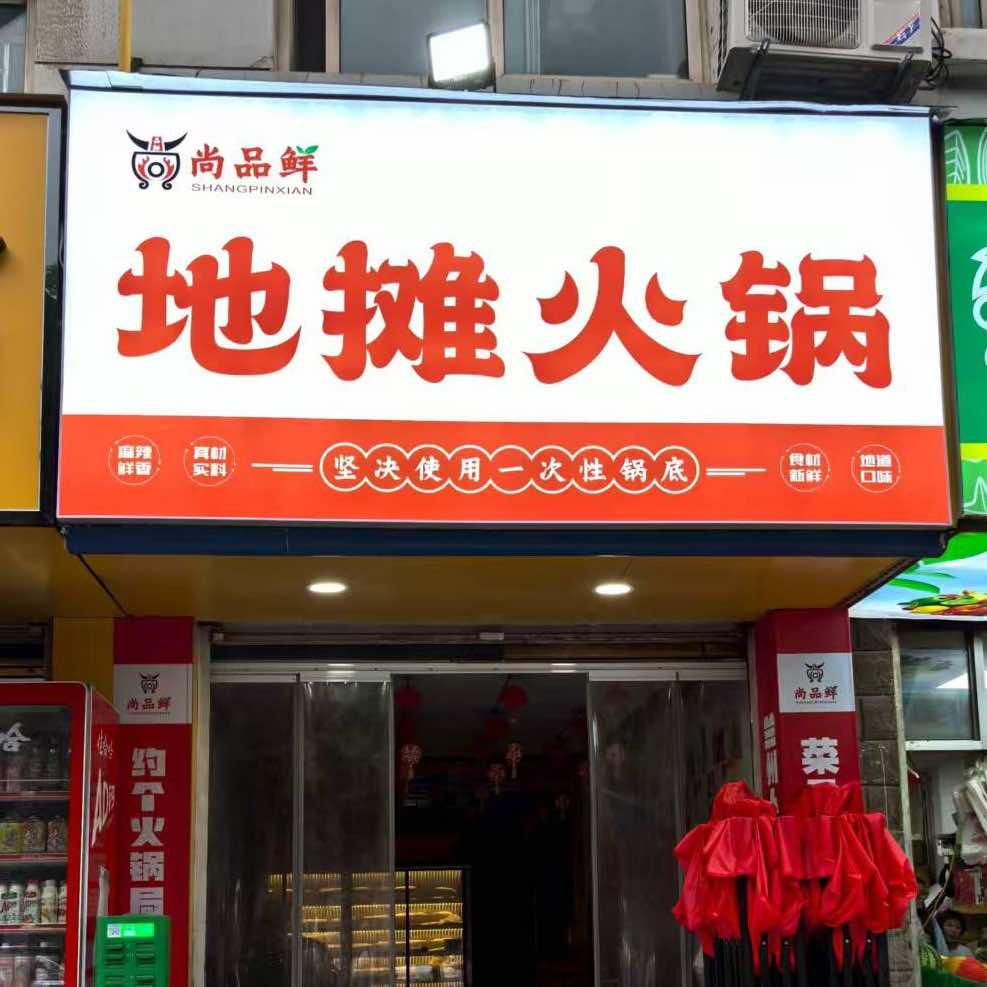 尚品鲜
SHANGPINXIAN
地摊火锅
麻辣
鲜香
真材
实料
坚决使用一次性锅底
食材
新鲜
地道
口味
尚品鲜
约个火锅
尚品鲜
菜